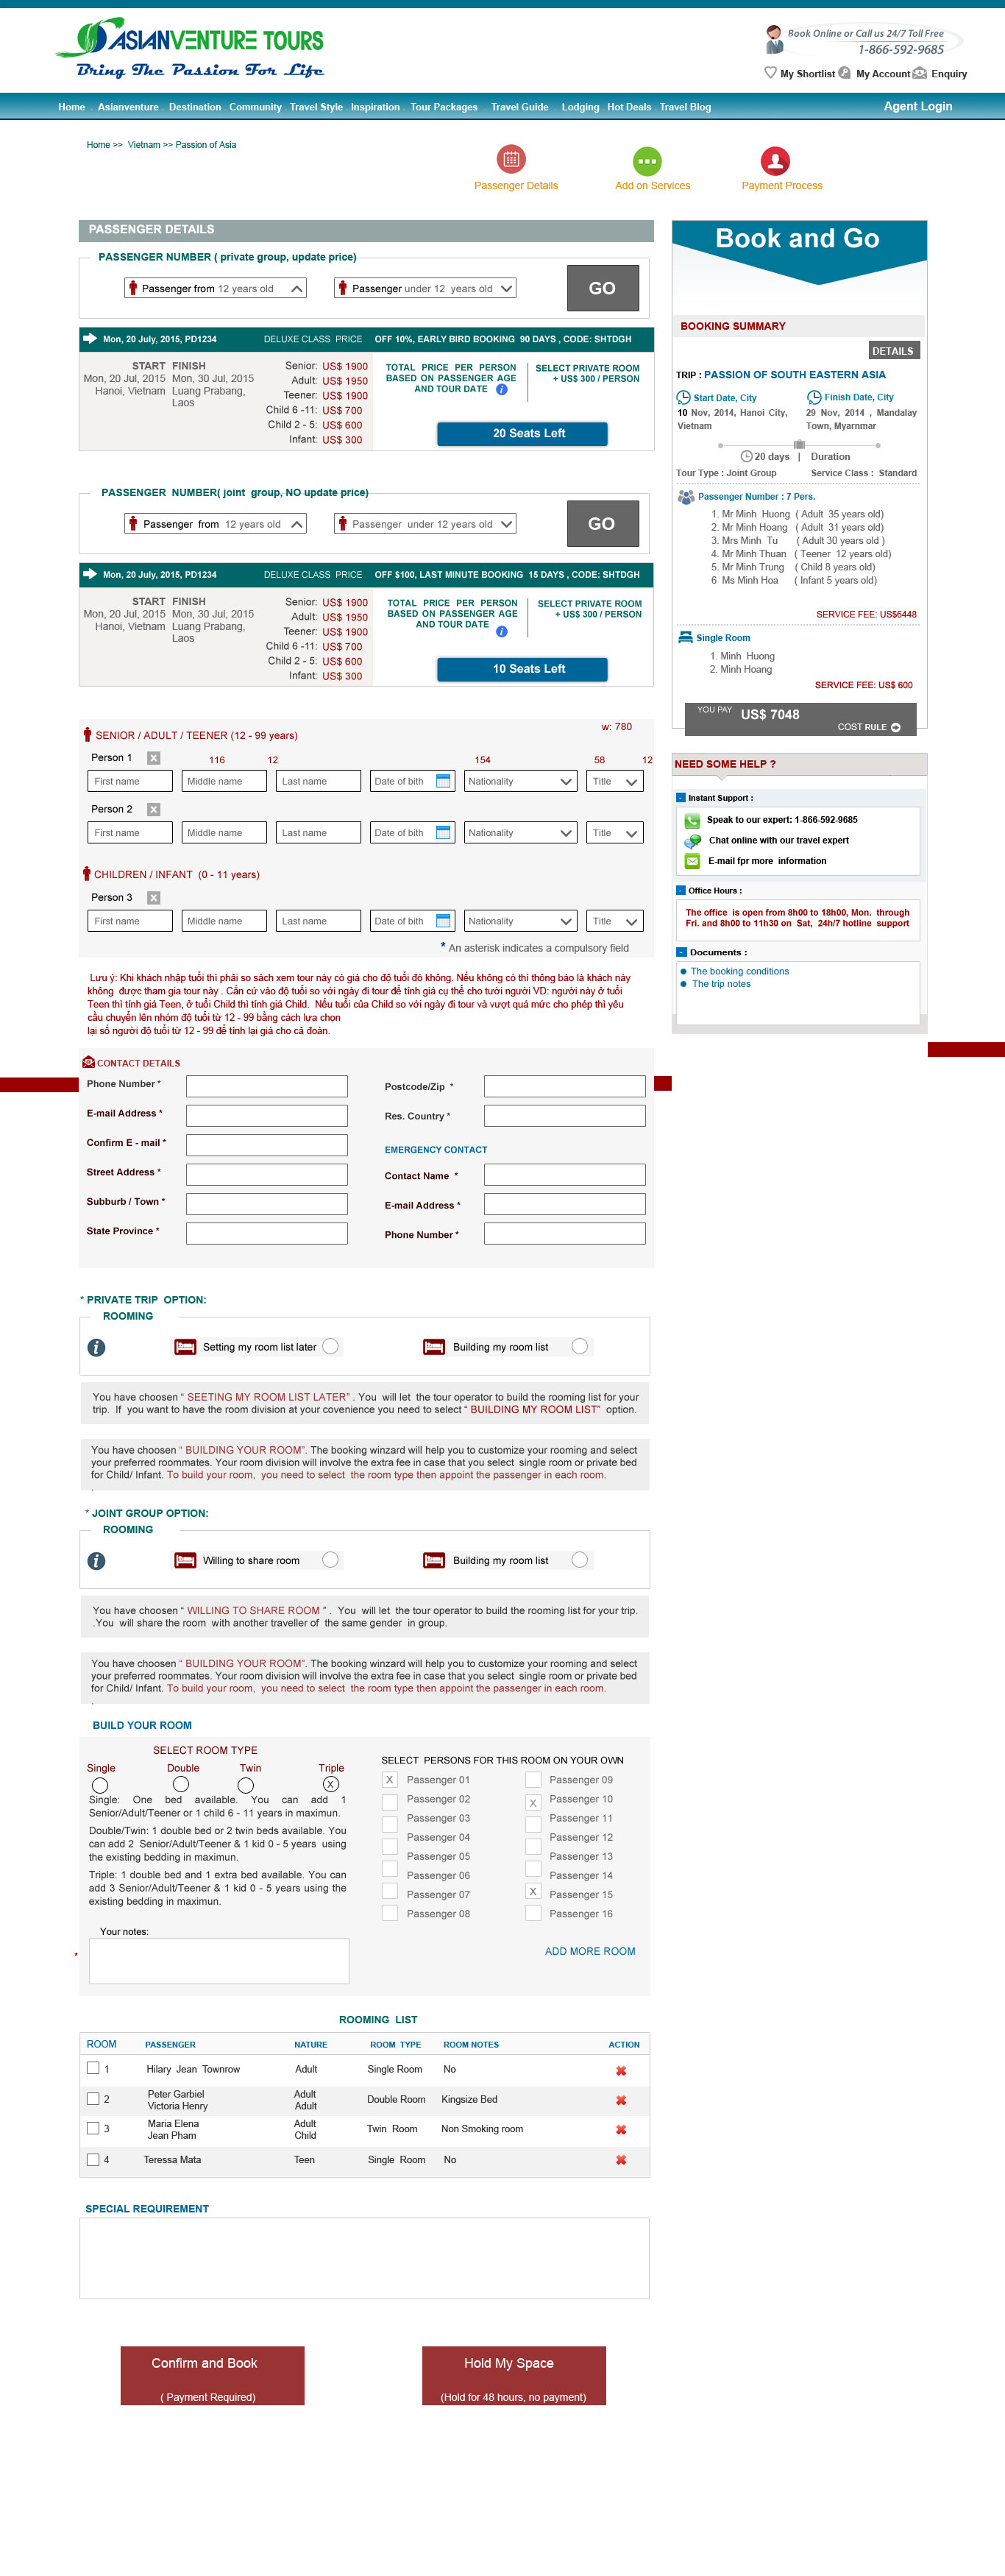 ASIANVENTURE TOURS
Bring The Passion For Life
Book Online or Call us 24/7 Toll Free
1-866-592-9685
My Shortlist My Account Enquiry
Home Asianventure Destination Community Travel Style Inspiration Tour Packages Travel Guide Lodging Hot Deals Travel Blog Agent Login
Home >> Vietnam >> Passion of Asia
Passenger Details Add on Services Payment Process
PASSENGER DETAILS
PASSENGER NUMBER ( private group, update price)
Passenger from 12 years old Passenger under 12 years old GO
Mon, 20 July, 2015, PD1234 DELUXE CLASS PRICE OFF 10%, EARLY BIRD BOOKING 90 DAYS , CODE: SHTDGH
START FINISH
Mon, 20 Jul, 2015 Mon, 30 Jul, 2015
Hanoi, Vietnam Luang Prabang,
Laos
Senior: US$ 1900
Adult: US$ 1950
Teener: US$ 1900
Child 6 -11: US$ 700
Child 2 - 5: US$ 600
Infant: US$ 300
TOTAL PRICE PER PERSON
BASED ON PASSENGER AGE
AND TOUR DATE i
SELECT PRIVATE ROOM
+ US$ 300 / PERSON
20 Seats Left
PASSENGER NUMBER( joint group, NO update price)
Passenger from 12 years old Passenger under 12 years old GO
Mon, 20 July, 2015, PD1234 DELUXE CLASS PRICE OFF $100, LAST MINUTE BOOKING 15 DAYS , CODE: SHTDGH
START FINISH
Mon, 20 Jul, 2015 Mon, 30 Jul, 2015
Hanoi, Vietnam Luang Prabang,
Laos
Senior: US$ 1900
Adult: US$ 1950
Teener: US$ 1900
Child 6 -11: US$ 700
Child 2 - 5: US$ 600
Infant: US$ 300
TOTAL PRICE PER PERSON
BASED ON PASSENGER AGE
AND TOUR DATE i
SELECT PRIVATE ROOM
+ US$ 300 / PERSON
10 Seats Left
w: 780
SENIOR / ADULT / TEENER (12 - 99 years)
Person 1 X 116 12 154 58 12
First name Middle name Last name Date of bith Nationality Title
Person 2 X
First name Middle name Last name Date of bith Nationality Title
CHILDREN / INFANT (0 - 11 years)
Person 3 X
First name Middle name Last name Date of bith Nationality Title
* An asterisk indicates a compulsory field
Lưu ý: Khi khách nhập tuổi thì phải so sách xem tour này có giá cho độ tuổi đó không. Nếu không có thì thông báo là khách này
không được tham gia tour này . Căn cứ vào độ tuổi so với ngày đi tour để tính giá cụ thể cho tưới người VD: người này ở tuổi
Teen thì tính giá Teen, ở tuổi Child thì tính giá Child. Nếu tuổi của Child so với ngày đi tour và vượt quá mức cho phép thì yêu
cầu chuyển lên nhóm độ tuổi từ 12 - 99 bằng cách lựa chọn
lại số người độ tuổi từ 12 - 99 để tính lại giá cho cả đoàn.
CONTACT DETAILS
Phone Number * Postcode/Zip *
E-mail Address * Res. Country *
Confirm E - mail * EMERGENCY CONTACT
Street Address * Contact Name *
Subburb / Town * E-mail Address *
State Province * Phone Number *
* PRIVATE TRIP OPTION:
ROOMING
i Setting my room list later Building my room list
You have choosen “ SEETING MY ROOM LIST LATER” . You will let the tour operator to build the rooming list for your
trip. If you want to have the room division at your covenience you need to select “ BUILDING MY ROOM LIST” option.
You have choosen “ BUILDING YOUR ROOM”. The booking winzard will help you to customize your rooming and select
your preferred roommates. Your room division will involve the extra fee in case that you select single room or private bed
for Child/ Infant. To build your room, you need to select the room type then appoint the passenger in each room.
.
* JOINT GROUP OPTION:
ROOMING
i Willing to share room Building my room list
You have choosen “ WILLING TO SHARE ROOM ” . You will let the tour operator to build the rooming list for your trip.
.You will share the room with another traveller of the same gender in group.
You have choosen “ BUILDING YOUR ROOM”. The booking winzard will help you to customize your rooming and select
your preferred roommates. Your room division will involve the extra fee in case that you select single room or private bed
for Child/ Infant. To build your room, you need to select the room type then appoint the passenger in each room.
.
BUILD YOUR ROOM
SELECT ROOM TYPE
Single Double Twin Triple
X
Single: One bed available. You can add 1
Senior/Adult/Teener or 1 child 6 - 11 years in maximun.
Double/Twin: 1 double bed or 2 twin beds available. You
can add 2 Senior/Adult/Teener & 1 kid 0 - 5 years using
the existing bedding in maximun.
Triple: 1 double bed and 1 extra bed available. You can
add 3 Senior/Adult/Teener & 1 kid 0 - 5 years using the
existing bedding in maximun.
Your notes:
*
SELECT PERSONS FOR THIS ROOM ON YOUR OWN
X Passenger 01 Passenger 09
Passenger 02 X Passenger 10
Passenger 03 Passenger 11
Passenger 04 Passenger 12
Passenger 05 Passenger 13
Passenger 06 Passenger 14
Passenger 07 X Passenger 15
Passenger 08 Passenger 16
ADD MORE ROOM
ROOMING LIST
ROOM PASSENGER NATURE ROOM TYPE ROOM NOTES ACTION
1 Hilary Jean Townrow Adult Single Room No
2 Peter Garbiel Adult Double Room Kingsize Bed
Victoria Henry Adult
3 Maria Elena Adult Twin Room Non Smoking room
Jean Pham Child
4 Teressa Mata Teen Single Room No
SPECIAL REQUIREMENT
Confirm and Book
( Payment Required)
Hold My Space
(Hold for 48 hours, no payment)
Book and Go
BOOKING SUMMARY
DETAILS
TRIP : PASSION OF SOUTH EASTERN ASIA
Start Date, City Finish Date, City
10 Nov, 2014, Hanoi City, 29 Nov, 2014 , Mandalay
Vietnam Town, Myarnmar
20 days | Duration
Tour Type : Joint Group Service Class : Standard
Passenger Number : 7 Pers.
1. Mr Minh Huong ( Adult 35 years old)
2. Mr Minh Hoang ( Adult 31 years old)
3. Mrs Minh Tu ( Adult 30 years old )
4. Mr Minh Thuan ( Teener 12 years old)
5. Mr Minh Trung ( Child 8 years old)
6 Ms Minh Hoa ( Infant 5 years old)
SERVICE FEE: US$6448
Single Room
1. Minh Huong
2. Minh Hoang
SERVICE FEE: US$ 600
YOU PAY US$ 7048
COST RULE
NEED SOME HELP ?
- Instant Support :
Speak to our expert: 1-866-592-9685
Chat online with our travel expert
E-mail fpr more information
- Office Hours :
The office is open from 8h00 to 18h00, Mon. through
Fri. and 8h00 to 11h30 on Sat, 24h/7 hotline support
- Documents :
The booking conditions
The trip notes